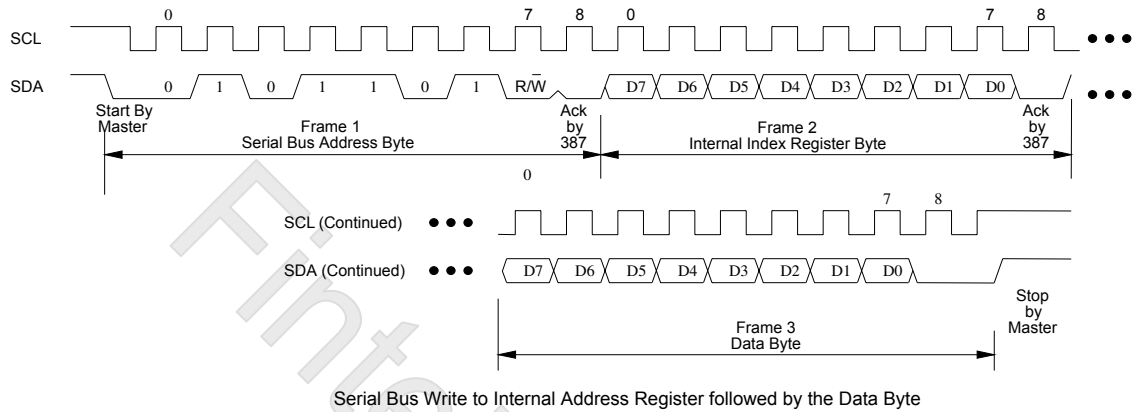 0 7 8 0 7 8
SCL
SDA 0 1 0 1 1 0 1 R/W̅ D7 D6 D5 D4 D3 D2 D1 D0
Start By
Master
Ack
by
387
Ack
by
387
Frame 1
Serial Bus Address Byte
Frame 2
Internal Index Register Byte
0 7 8
SCL (Continued)
SDA (Continued) D7 D6 D5 D4 D3 D2 D1 D0
Stop
by
Master
Frame 3
Data Byte
Serial Bus Write to Internal Address Register followed by the Data Byte